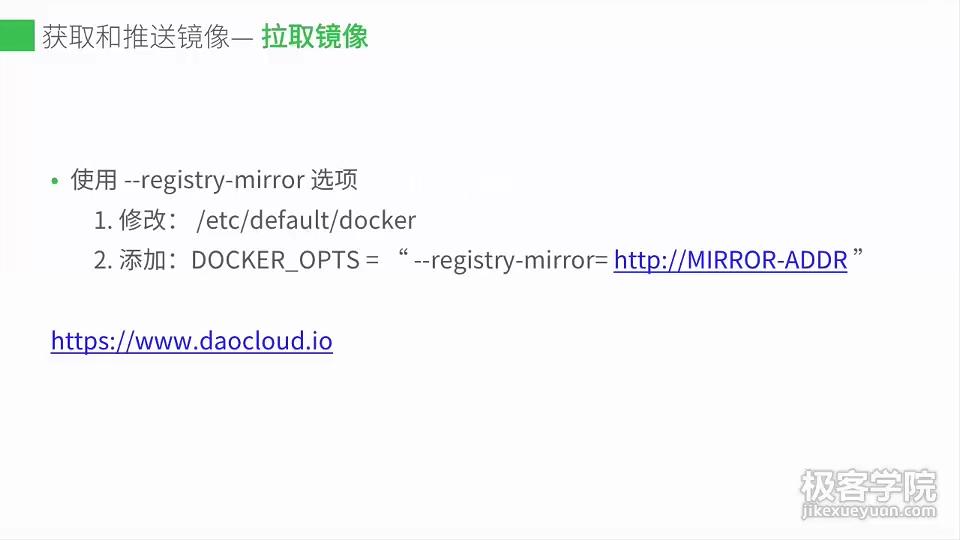 获取和推送镜像— 拉取镜像
• 使用 --registry-mirror 选项
1. 修改： /etc/default/docker
2. 添加：DOCKER_OPTS = “ --registry-mirror= http://MIRROR-ADDR ”
https://www.daocloud.io
极客学院
jikexueyuan.com